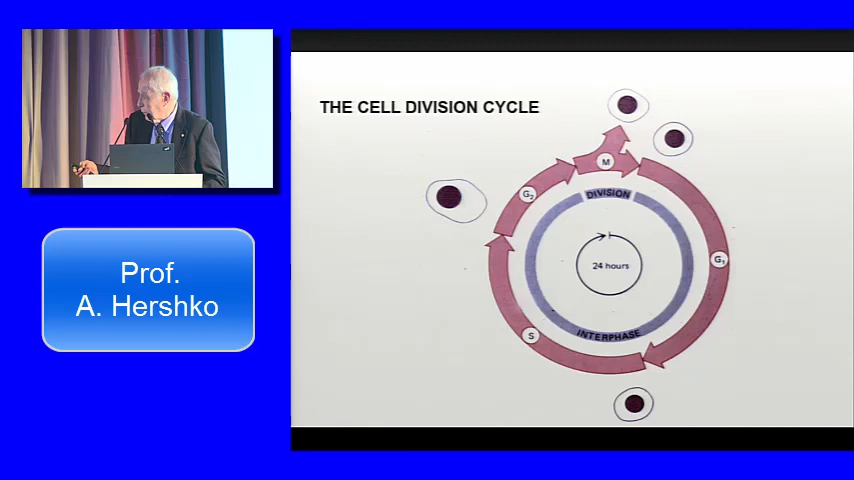 Prof.
A. Hershko
THE CELL DIVISION CYCLE
M
G2
DIVISION
G1
24 hours
S
INTERPHASE